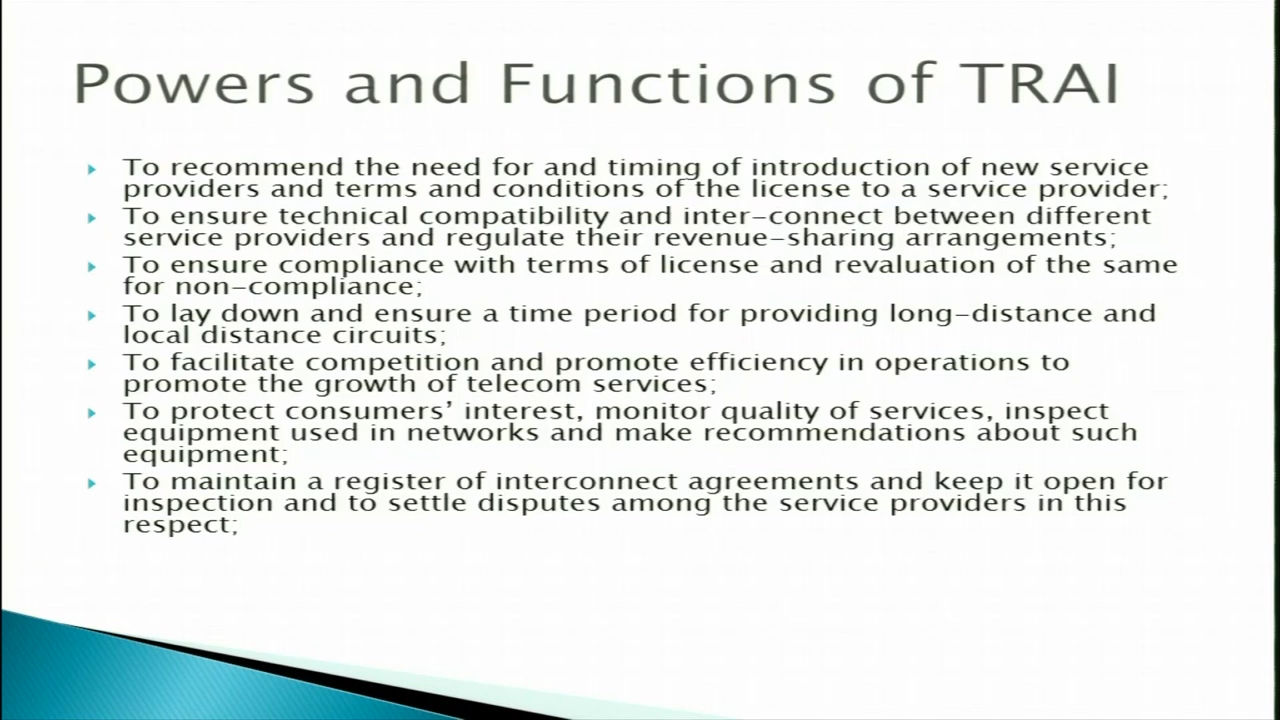 Powers and Functions of TRAI
To recommend the need for and timing of introduction of new service
providers and terms and conditions of the license to a service provider;
To ensure technical compatibility and inter-connect between different
service providers and regulate their revenue-sharing arrangements;
To ensure compliance with terms of license and revaluation of the same
for non-compliance;
To lay down and ensure a time period for providing long-distance and
local distance circuits;
To facilitate competition and promote efficiency in operations to
promote the growth of telecom services;
To protect consumers’ interest, monitor quality of services, inspect
equipment used in networks and make recommendations about such
equipment;
To maintain a register of interconnect agreements and keep it open for
inspection and to settle disputes among the service providers in this
respect;